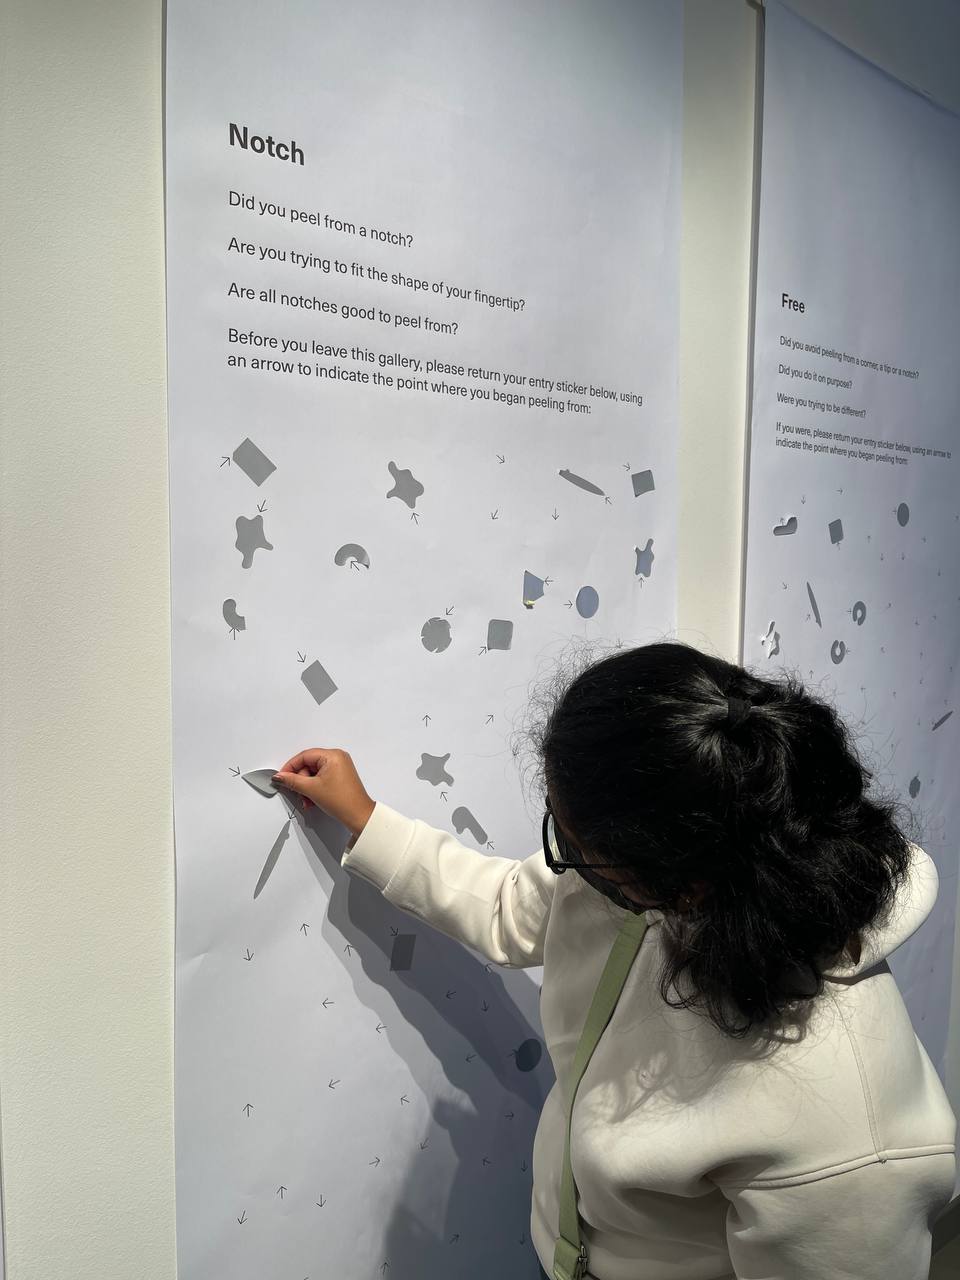 Notch
Did you peel from a notch?
Are you trying to fit the shape of your fingertip?
Are all notches good to peel from?
Before you leave this gallery, please return your entry sticker below, using
an arrow to indicate the point where you began peeling from:
Free
Did you avoid peeling from a corner, a tip or a notch?
Did you do it on purpose?
Were you trying to be different?
If you were, please return your entry sticker below, using an arrow to
indicate the point where you began peeling from: